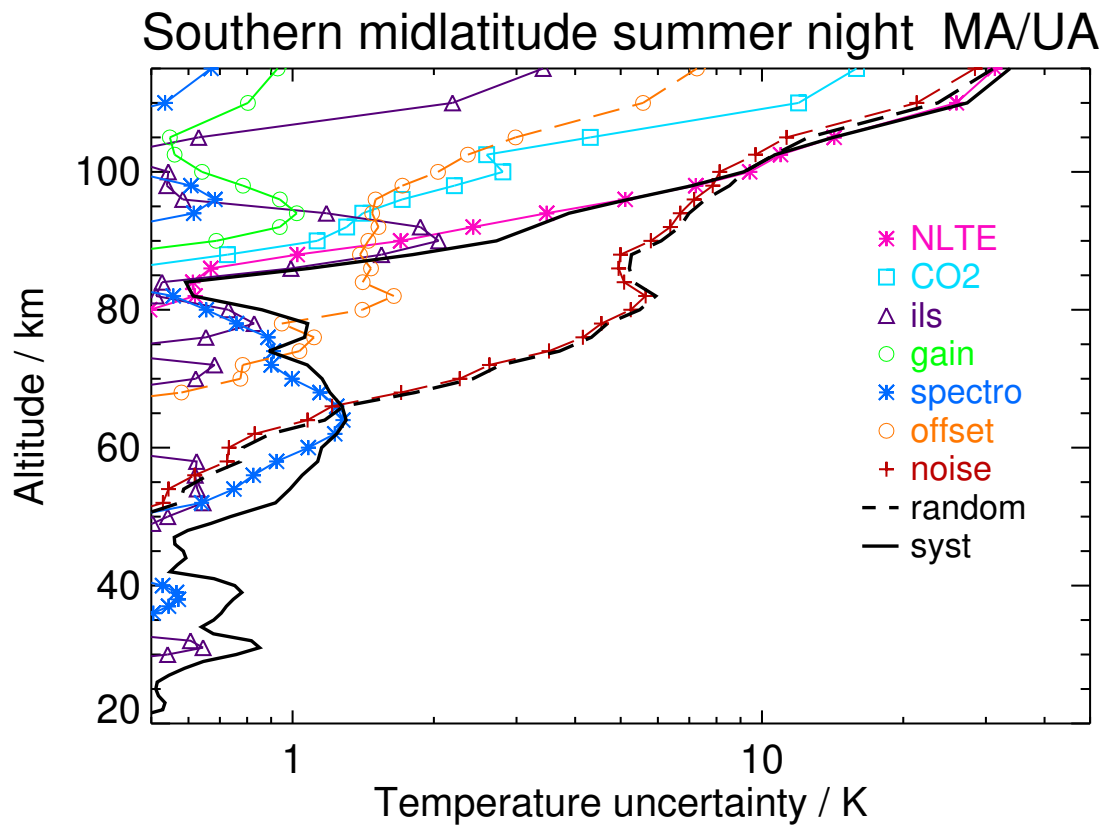 Southern midlatitude summer night MA/UA
100
80
60
40
20
Altitude / km
NLTE
CO2
ils
gain
spectro
offset
noise
random
syst
1
10
Temperature uncertainty / K